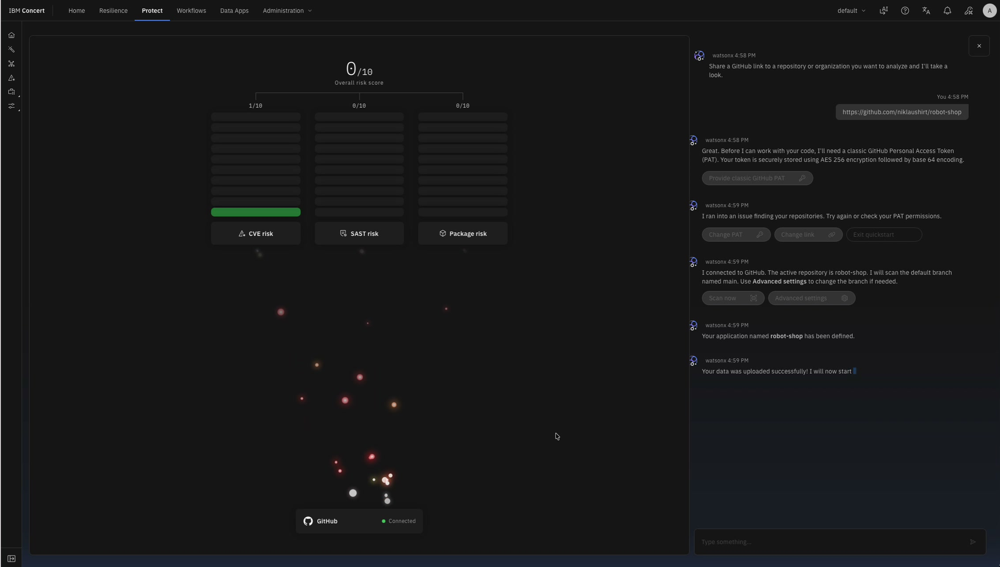 IBM Concert
Home
Resilience
Protect
Workflows
Data Apps
Administration
default
A
0/10
Overall risk score
1/10
0/10
0/10
CVE risk
SAST risk
Package risk
GitHub
Connected
watsonx 4:58 PM
Share a GitHub link to a repository or organization you want to analyze and I'll take a
look.
You 4:58 PM
https://github.com/niklaushirt/robot-shop
watsonx 4:58 PM
Great. Before I can work with your code, I'll need a classic GitHub Personal Access Token
(PAT). Your token is securely stored using AES 256 encryption followed by base 64 encoding.
Provide classic GitHub PAT
watsonx 4:59 PM
I ran into an issue finding your repositories. Try again or check your PAT permissions.
Change PAT
Change link
Exit quickstart
watsonx 4:59 PM
I connected to GitHub. The active repository is robot-shop. I will scan the default branch
named main. Use Advanced settings to change the branch if needed.
Scan now
Advanced settings
watsonx 4:59 PM
Your application named robot-shop has been defined.
watsonx 4:59 PM
Your data was uploaded successfully! I will now start
Type something...